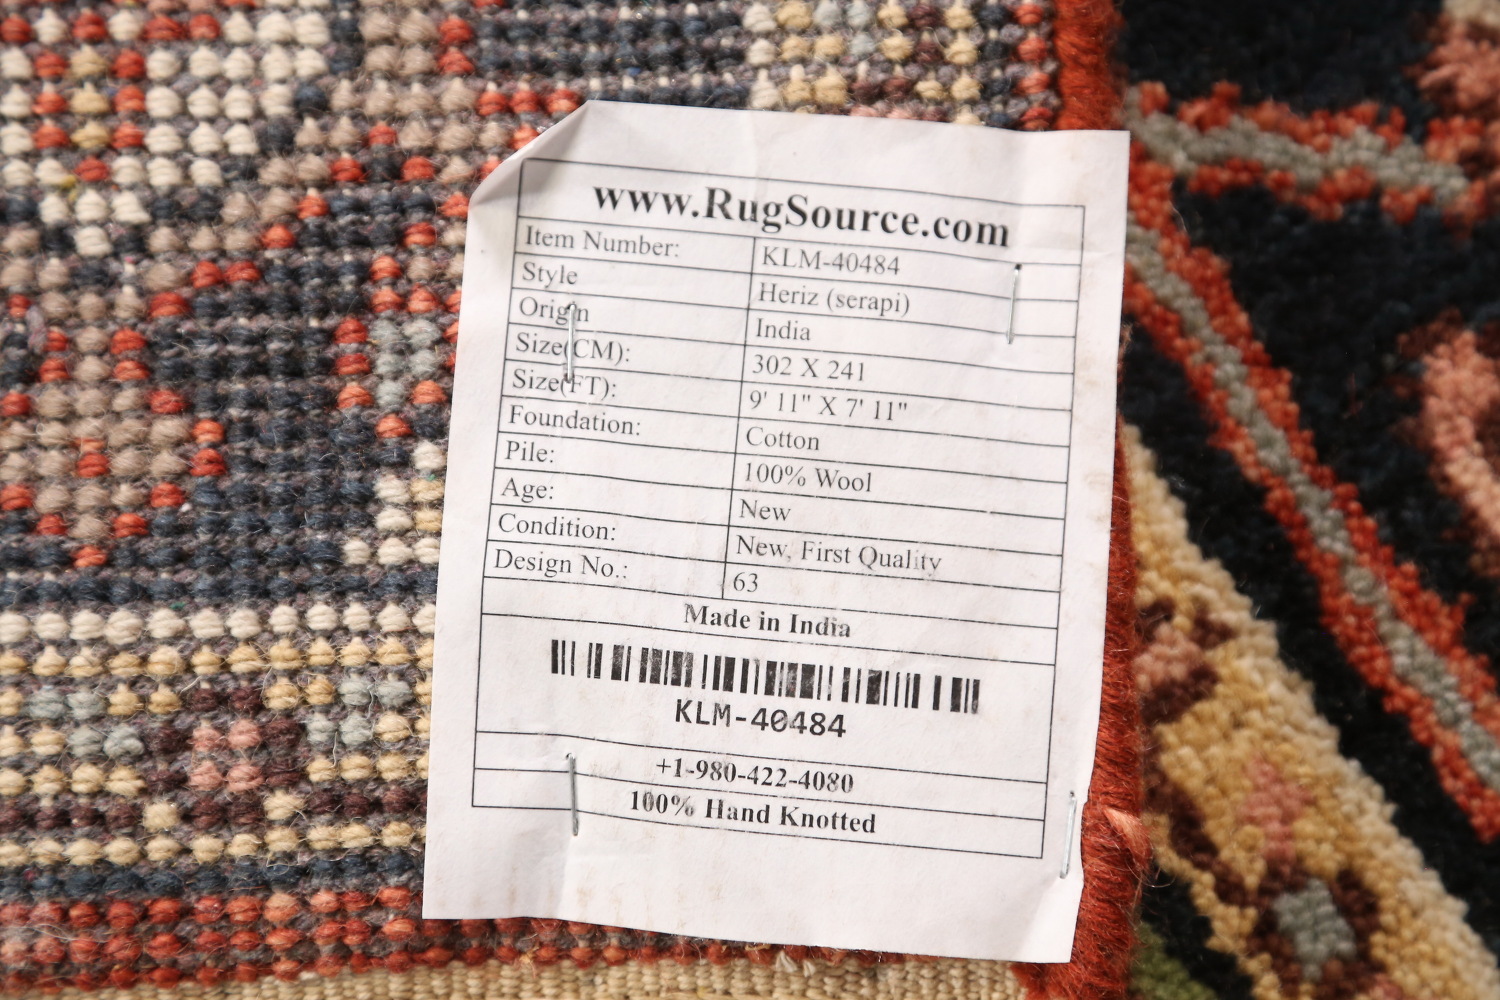 www.RugSource.com
Item Number: KLM-40484
Style Heriz (serapi)
Origin India
Size(CM): 302 X 241
Size(FT): 9' 11" X 7' 11"
Foundation: Cotton
Pile: 100% Wool
Age: New
Condition: New, First Quality
Design No.: 63
Made in India
KLM-40484
+1-980-422-4080
100% Hand Knotted